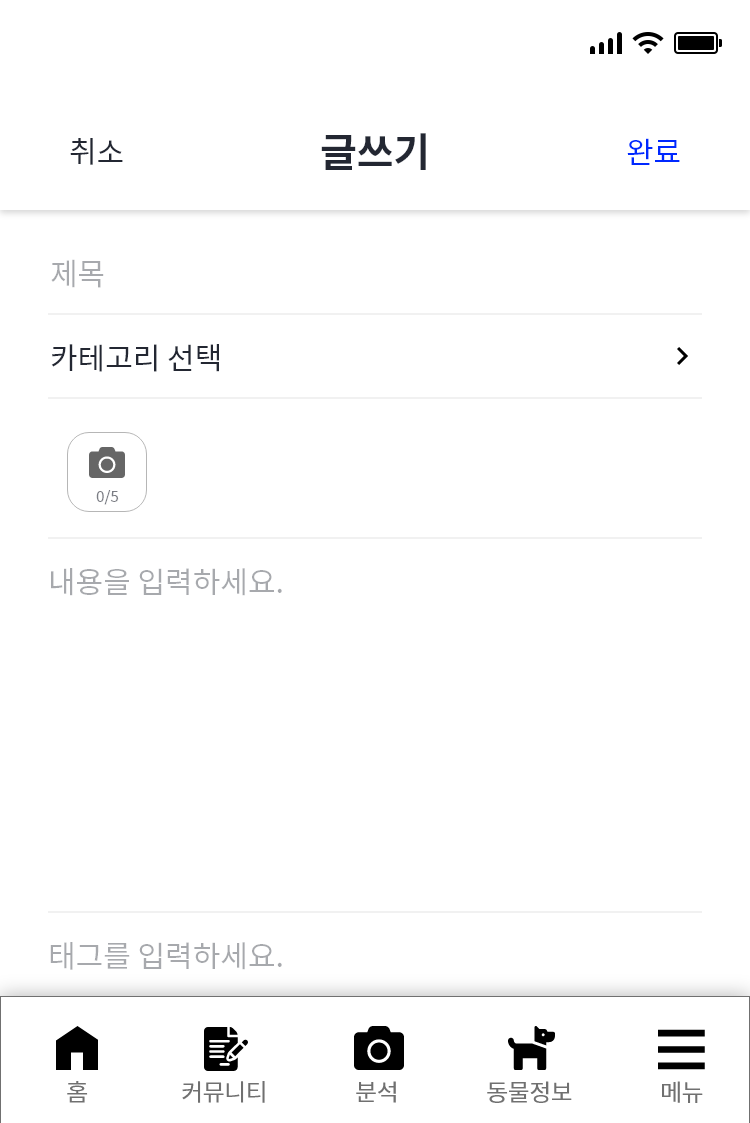 취소 글쓰기 완료
제목
카테고리 선택
0/5
내용을 입력하세요.
태그를 입력하세요.
홈 커뮤니티 분석 동물정보 메뉴